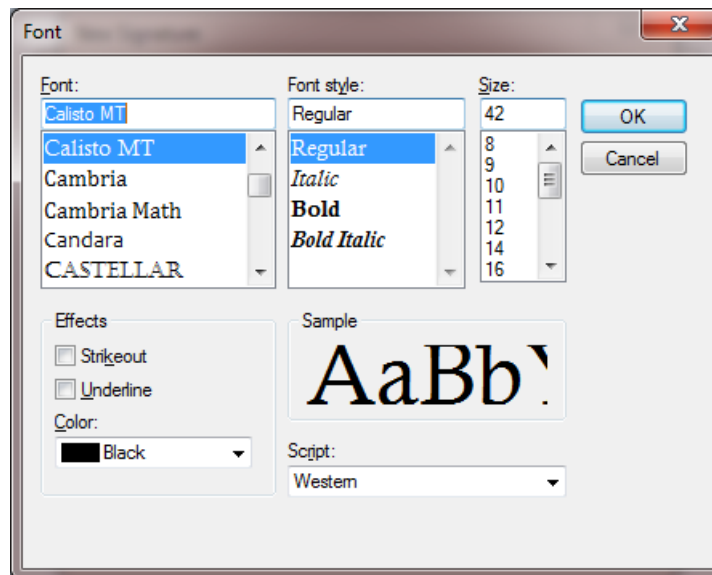 Font
Font: Font style: Size:
Calisto MT Regular 42 OK
Calisto MT Regular 8
Cambria Italic 9 Cancel
Cambria Math Bold 10
Candara Bold Italic 11
CASTELLAR 12
14
16
Effects Sample
Strikeout AaBb
Underline
Color:
Black Script:
Western